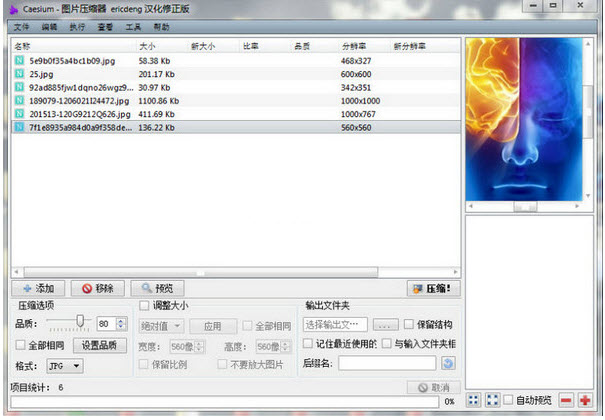 Caesium - 图片压缩器 ericdeng 汉化修正版
文件 编辑 执行 查看 工具 帮助
名称 大小 新大小 比率 品质 分辨率 新分辨率
5e9b0f35a4bc1b09.jpg 58.38 Kb 468x327
25.jpg 201.17 Kb 600x600
92ad885fjw1dqno26wgz9... 30.97 Kb 342x351
189079-1206021I24472.jpg 1100.86 Kb 1000x1000
201513-120G9212Q626.jpg 411.69 Kb 1000x767
7f1e8935a984d0a9f358de... 136.22 Kb 560x560
添加 移除 预览 压缩!
压缩选项 调整大小 输出文件夹
品质: 80 绝对值 应用 全部相同 选择输出文… ... 保留结构
全部相同 设置品质 宽度: 560像 高度: 560像 记住最近使用的 与输入文件夹相
格式: JPG 保留比例 不要放大图片 后缀名:
项目统计: 6 取消
0% 自动预览